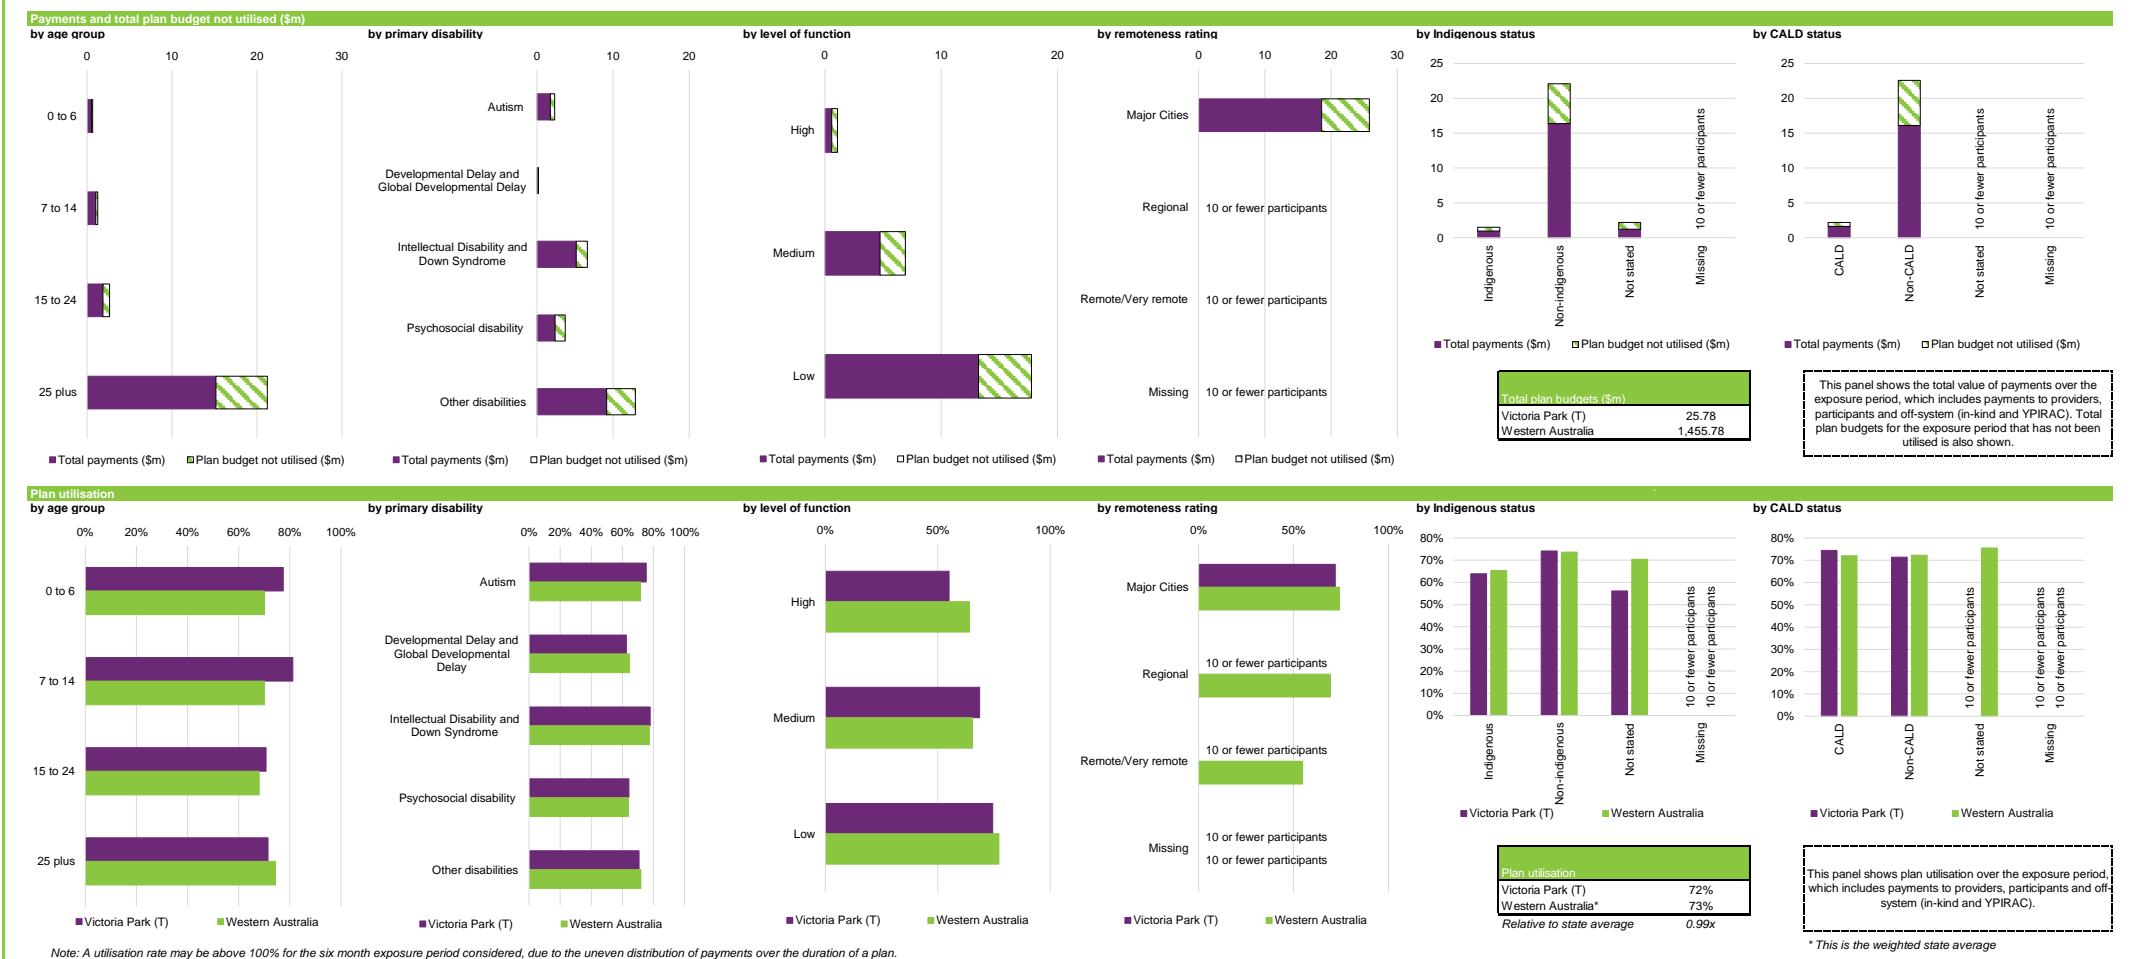 Payments and total plan budget not utilised ($m)
by age group
0 10 20 30
0 to 6
7 to 14
15 to 24
25 plus
Total payments ($m) Plan budget not utilised ($m)
by primary disability
0 10 20
Autism
Developmental Delay and
Global Developmental Delay
Intellectual Disability and
Down Syndrome
Psychosocial disability
Other disabilities
Total payments ($m) Plan budget not utilised ($m)
by level of function
0 10 20
High
Medium
Low
Total payments ($m) Plan budget not utilised ($m)
by remoteness rating
0 10 20 30
Major Cities
Regional 10 or fewer participants
Remote/Very remote 10 or fewer participants
Missing 10 or fewer participants
Total payments ($m) Plan budget not utilised ($m)
by Indigenous status
25
20
15
10
5
0
10 or fewer participants
Indigenous
Non-indigenous
Not stated
Missing
Total payments ($m) Plan budget not utilised ($m)
by CALD status
25
20
15
10
5
0
10 or fewer participants
10 or fewer participants
CALD
Non-CALD
Not stated
Missing
Total payments ($m) Plan budget not utilised ($m)
Total plan budgets ($m)
Victoria Park (T) 25.78
Western Australia 1,455.78
This panel shows the total value of payments over the
exposure period, which includes payments to providers,
participants and off-system (in-kind and YPIRAC). Total
plan budgets for the exposure period that has not been
utilised is also shown.
Plan utilisation
by age group
0% 20% 40% 60% 80% 100%
0 to 6
7 to 14
15 to 24
25 plus
Victoria Park (T) Western Australia
by primary disability
0% 20% 40% 60% 80% 100%
Autism
Developmental Delay and
Global Developmental
Delay
Intellectual Disability and
Down Syndrome
Psychosocial disability
Other disabilities
Victoria Park (T) Western Australia
by level of function
0% 50% 100%
High
Medium
Low
Victoria Park (T) Western Australia
by remoteness rating
0% 50% 100%
Major Cities
10 or fewer participants
Regional
10 or fewer participants
Remote/Very remote
10 or fewer participants
Missing
10 or fewer participants
Victoria Park (T) Western Australia
by Indigenous status
80%
70%
60%
50%
40%
30%
20%
10%
0%
10 or fewer participants
10 or fewer participants
Indigenous
Non-indigenous
Not stated
Missing
Victoria Park (T) Western Australia
by CALD status
80%
70%
60%
50%
40%
30%
20%
10%
0%
10 or fewer participants
10 or fewer participants
10 or fewer participants
CALD
Non-CALD
Not stated
Missing
Victoria Park (T) Western Australia
Plan utilisation
Victoria Park (T) 72%
Western Australia* 73%
Relative to state average 0.99x
This panel shows plan utilisation over the exposure period,
which includes payments to providers, participants and off-
system (in-kind and YPIRAC).
* This is the weighted state average
Note: A utilisation rate may be above 100% for the six month exposure period considered, due to the uneven distribution of payments over the duration of a plan.